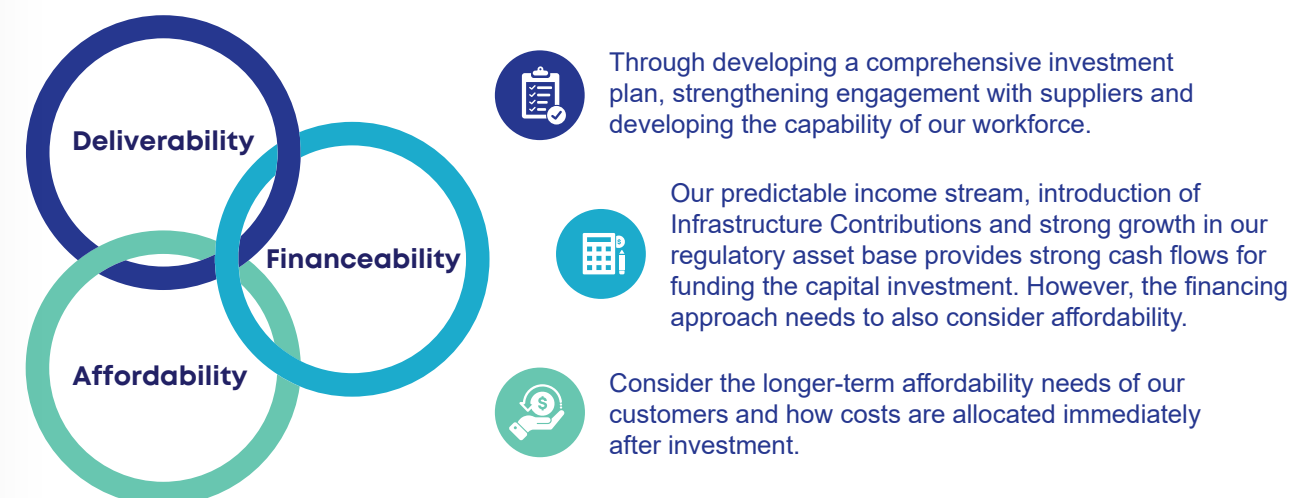 Deliverability
Through developing a comprehensive investment
plan, strengthening engagement with suppliers and
developing the capability of our workforce.
Financeability
Our predictable income stream, introduction of
Infrastructure Contributions and strong growth in our
regulatory asset base provides strong cash flows for
funding the capital investment. However, the financing
approach needs to also consider affordability.
Affordability
Consider the longer-term affordability needs of our
customers and how costs are allocated immediately
after investment.